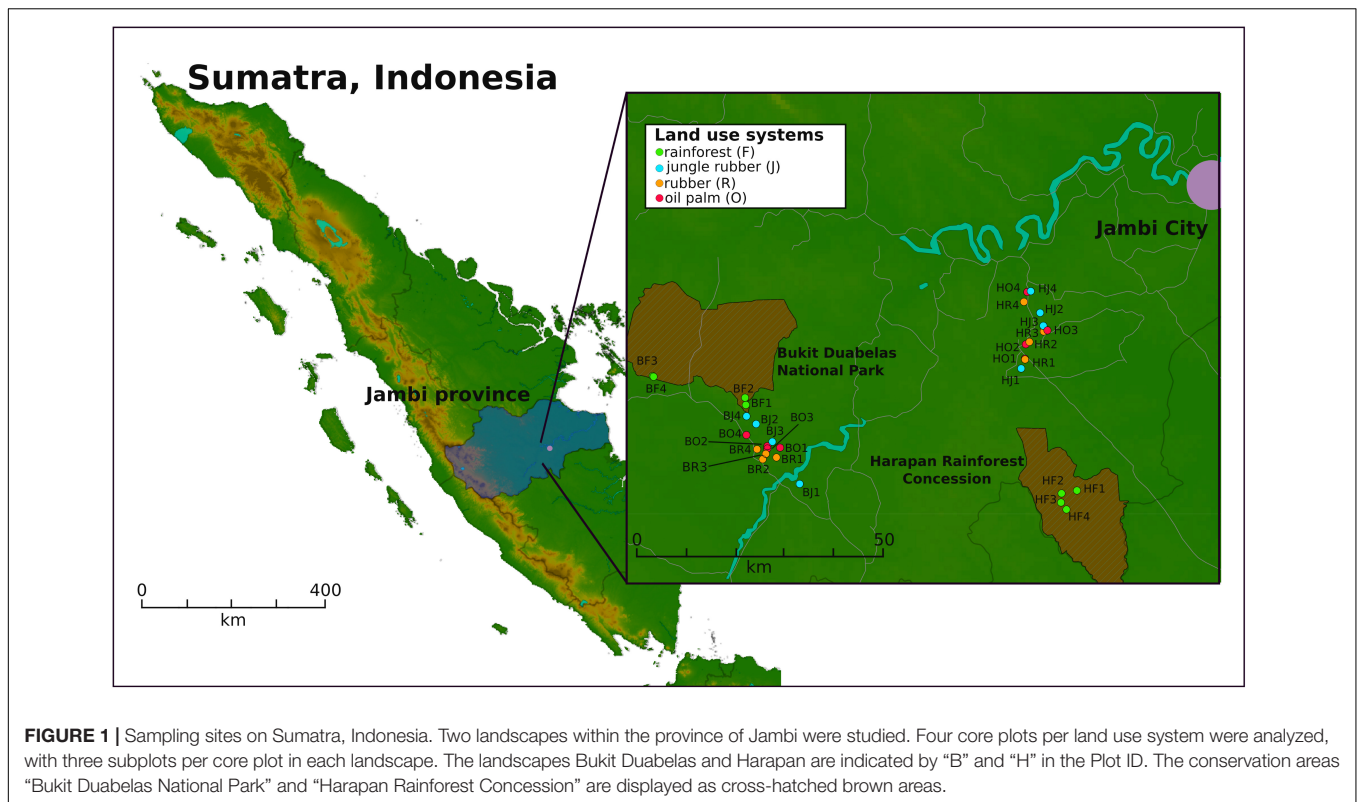 Sumatra, Indonesia
Land use systems
rainforest (F)
jungle rubber (J)
rubber (R)
oil palm (O)
Jambi City
HO4
HJ4
HR4
HJ2
HJ3
HR3
HO3
HO2
HR2
HO1
HR1
HJ1
Bukit Duabelas
National Park
BF3
BF4
BF2
BF1
Jambi province
BJ4
BJ2
BO3
BJ3
BO4
BO2
BO1
BR4
BR1
BR3
BR2
BJ1
Harapan Rainforest
Concession
HF2
HF1
HF3
HF4
0
50
km
0
400
km
FIGURE 1 | Sampling sites on Sumatra, Indonesia. Two landscapes within the province of Jambi were studied. Four core plots per land use system were analyzed,
with three subplots per core plot in each landscape. The landscapes Bukit Duabelas and Harapan are indicated by “B” and “H” in the Plot ID. The conservation areas
“Bukit Duabelas National Park” and “Harapan Rainforest Concession” are displayed as cross-hatched brown areas.